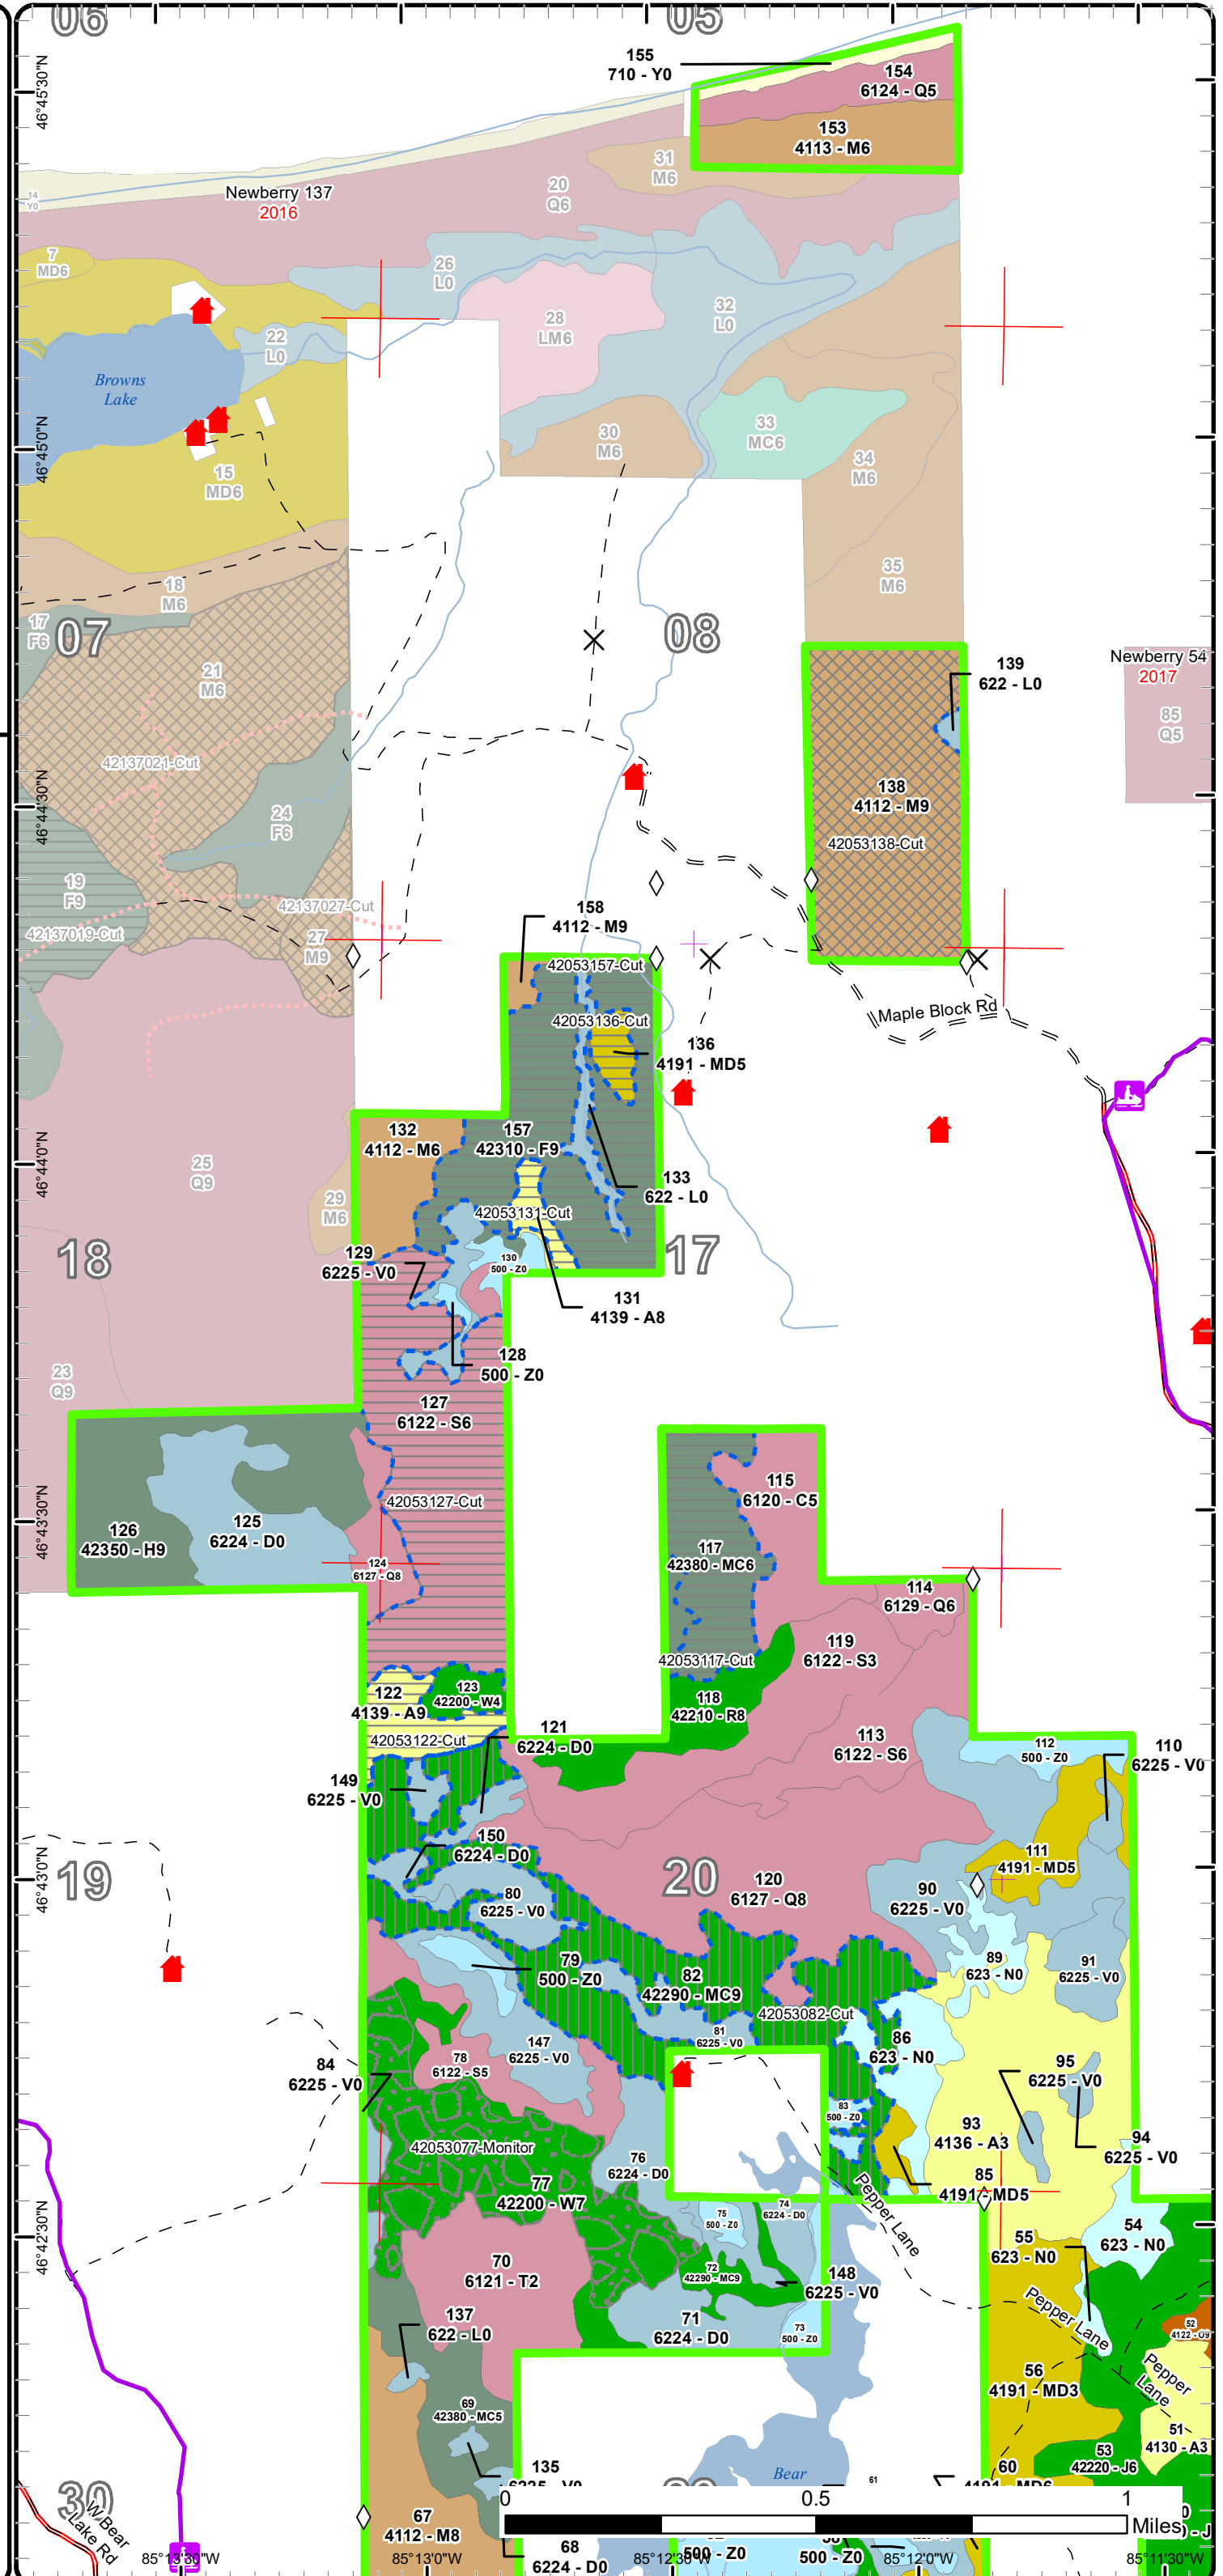 06
05
46°45'30"N
155
710 - Y0
154
6124 - Q5
153
4113 - M6
31
M6
14
Y0
Newberry 137
2016
20
Q6
7
MD6
26
L0
28
LM6
32
L0
22
L0
Browns
Lake
46°45'0"N
30
M6
33
MC6
34
M6
15
MD6
35
M6
18
M6
17
F6
07
08
139
622 - L0
Newberry 54
2017
85
Q5
21
M6
42137021-Cut
46°44'30"N
24
F6
138
4112 - M9
42053138-Cut
19
F9
42137019-Cut
42137027-Cut
27
M9
158
4112 - M9
42053157-Cut
42053136-Cut
136
4191 - MD5
Maple Block Rd
46°44'0"N
132
4112 - M6
157
42310 - F9
25
Q9
133
622 - L0
29
M6
42053131-Cut
18
17
129
6225 - V0
130
500 - Z0
131
4139 - A8
128
500 - Z0
23
Q9
127
6122 - S6
46°43'30"N
42053127-Cut
126
42350 - H9
125
6224 - D0
124
6127 - Q8
115
6120 - C5
117
42380 - MC6
114
6129 - Q6
119
6122 - S3
42053117-Cut
118
42210 - R8
122
4139 - A9
123
42200 - W4
42053122-Cut
121
6224 - D0
113
6122 - S6
112
500 - Z0
110
6225 - V0
149
6225 - V0
150
6224 - D0
111
4191 - MD5
46°43'0"N
19
20
120
6127 - Q8
80
6225 - V0
90
6225 - V0
89
623 - N0
91
6225 - V0
79
500 - Z0
82
42290 - MC9
42053082-Cut
81
6225 - V0
86
623 - N0
147
6225 - V0
78
6122 - S5
84
6225 - V0
95
6225 - V0
83
500 - Z0
93
4136 - A3
94
6225 - V0
42053077-Monitor
76
6224 - D0
77
42200 - W7
85
4191 - MD5
Pepper Lane
46°42'30"N
75
500 - Z0
74
6224 - D0
54
623 - N0
55
623 - N0
70
6121 - T2
72
42290 - MC9
148
6225 - V0
Pepper Lane
137
622 - L0
71
6224 - D0
73
500 - Z0
52
4122 - O9
Pepper
Lane
56
4191 - MD3
69
42380 - MC5
51
4130 - A3
53
42220 - J6
135
6225 - V0
Bear
61
60
4191 - MD6
30
W Bear
Lake Rd
67
4112 - M8
0
0.5
1
Miles
68
6224 - D0
500 - Z0
500 - Z0
85°13'30"W
85°13'0"W
85°12'30"W
85°12'0"W
85°11'30"W